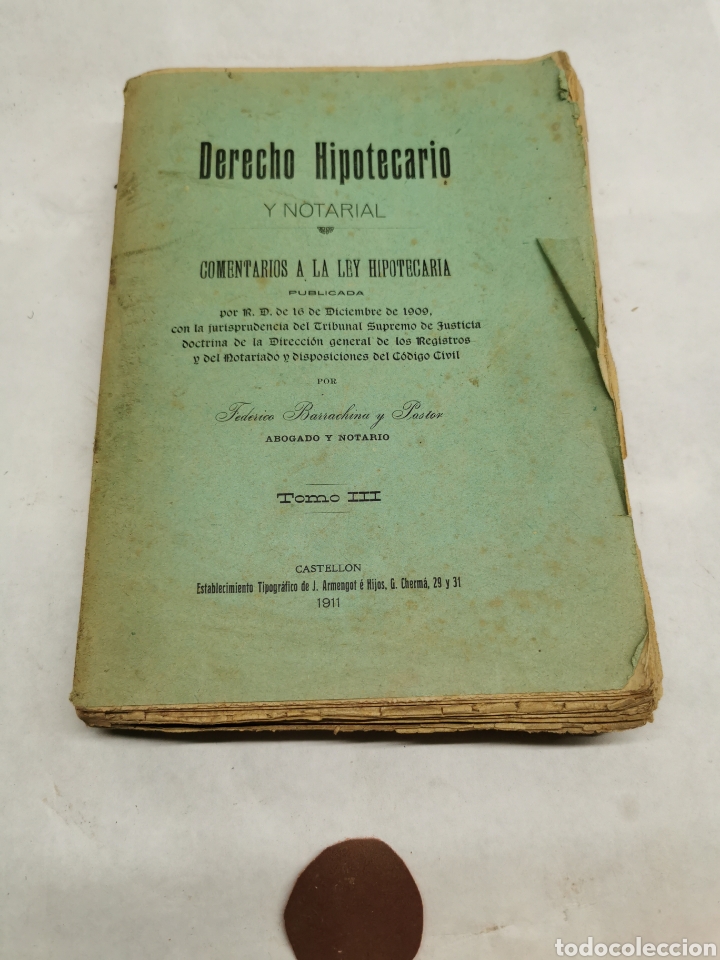 Derecho Hipotecario
Y NOTARIAL
COMENTARIOS A LA LEY HIPOTECARIA
PUBLICADA
por R. D. de 16 de Diciembre de 1909,
con la jurisprudencia del Tribunal Supremo de Justicia
doctrina de la Dirección general de los Registros
y del Notariado y disposiciones del Código Civil
POR
Federico Barrachina y Pastor
ABOGADO Y NOTARIO
Tomo III
CASTELLON
Establecimiento Tipográfico de J. Armengot é Hijos, G. Chermá, 29 y 31
1911
todocoleccion